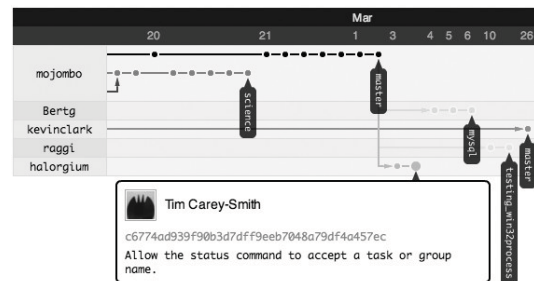 Mar
20 21 1 3 4 5 6 10 26
mojombo
science
master
Bertg
mysql
kevinclark
master
raggi
testing_win32process
halorgium
Tim Carey-Smith
c6774ad939f90b3d7dff9eeb7048a79df4a457ec
Allow the status command to accept a task or group
name.